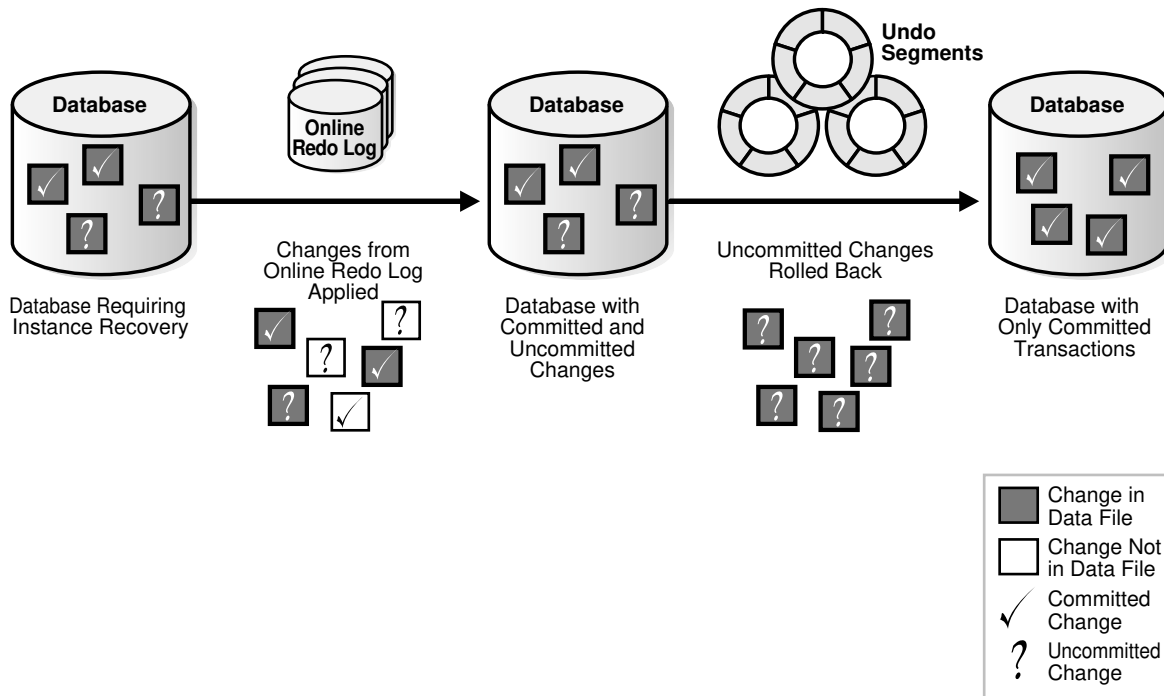 Undo
Segments
Database
Online
Redo Log
Database
Database
Changes from
Online Redo Log
Applied
Uncommitted Changes
Rolled Back
Database Requiring
Instance Recovery
Database with
Committed and
Uncommitted
Changes
Database with
Only Committed
Transactions
?
?
?
?
?
?
?
?
?
?
?
?
?
Change in
Data File
Change Not
in Data File
Committed
Change
?
Uncommitted
Change